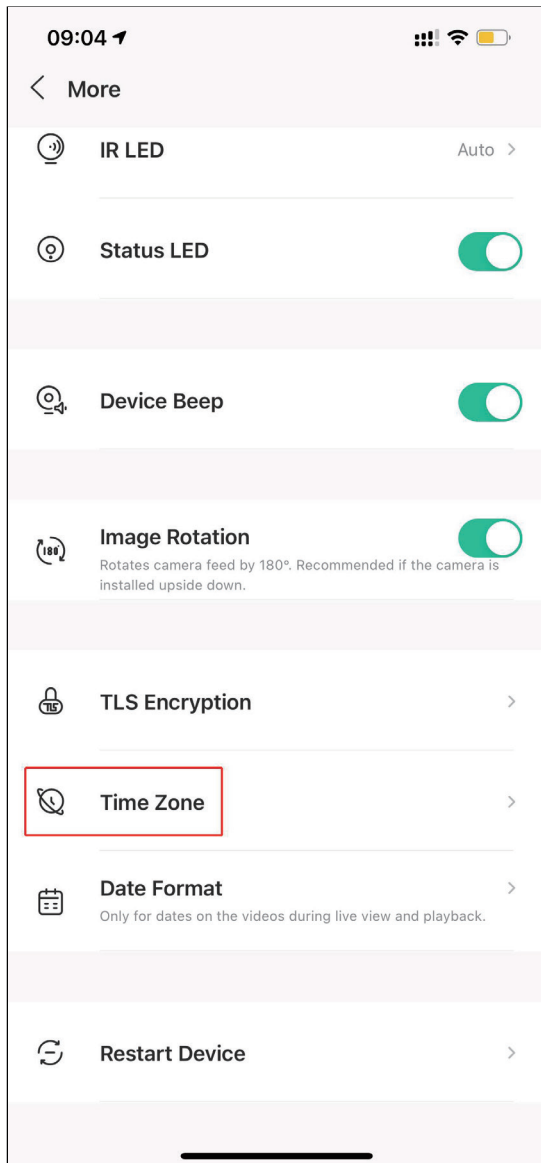 09:04
More
IR LED
Auto
Status LED
Device Beep
180°
Image Rotation
Rotates camera feed by 180°. Recommended if the camera is
installed upside down.
TLS
TLS Encryption
Time Zone
Date Format
Only for dates on the videos during live view and playback.
Restart Device